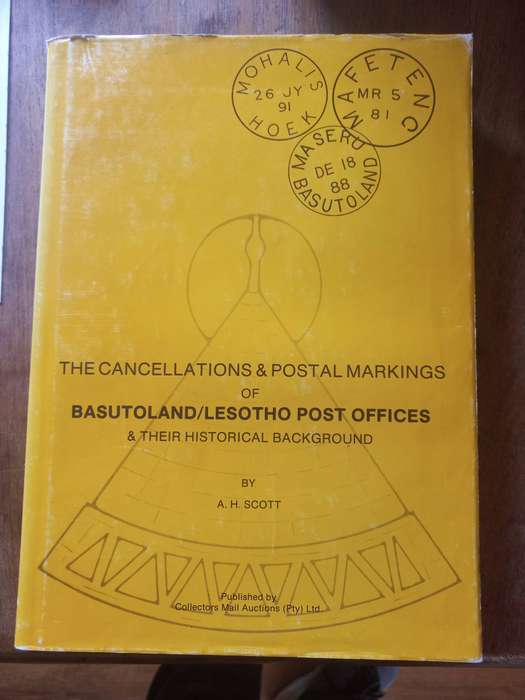 MOHALIS
26 JY
91
HOEK
MAFETENG
MR 5
81
MASERU
DE 18
88
BASUTOLAND
THE CANCELLATIONS & POSTAL MARKINGS
OF
BASUTOLAND/LESOTHO POST OFFICES
& THEIR HISTORICAL BACKGROUND
BY
A. H. SCOTT
Published by
Collectors Mail Auctions (Pty) Ltd